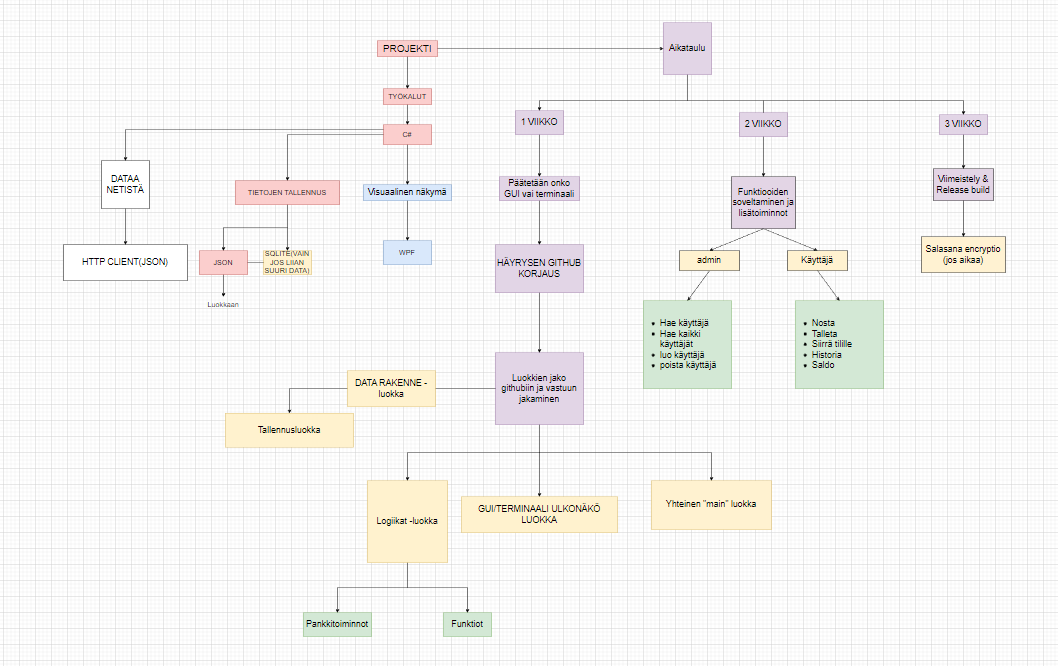 PROJEKTI
Aikataulu
TYÖKALUT
C#
1 VIIKKO
2 VIIKKO
3 VIIKKO
DATAA
NETISTÄ
TIETOJEN TALLENNUS
Visuaalinen näkymä
Päätetään onko
GUI vai terminaali
Funktiooiden
soveltaminen ja
lisätoiminnot
Viimeistely &
Release build
HTTP CLIENT(JSON)
JSON
SQLITE(VAIN
JOS LIIAN
SUURI DATA)
WPF
HÄYRYSEN GITHUB
KORJAUS
admin
Käyttäjä
Salasana encryptio
(jos aikaa)
Luokkaan
• Hae käyttäjä
• Hae kaikki
käyttäjät
• luo käyttäjä
• poista käyttäjä
• Nosta
• Talleta
• Siirrä tilille
• Historia
• Saldo
DATA RAKENNE -
luokka
Luokkien jako
githubiin ja vastuun
jakaminen
Tallennusluokka
Logiikat -luokka
GUI/TERMINAALI ULKONÄKÖ
LUOKKA
Yhteinen "main" luokka
Pankkitoiminnot
Funktiot